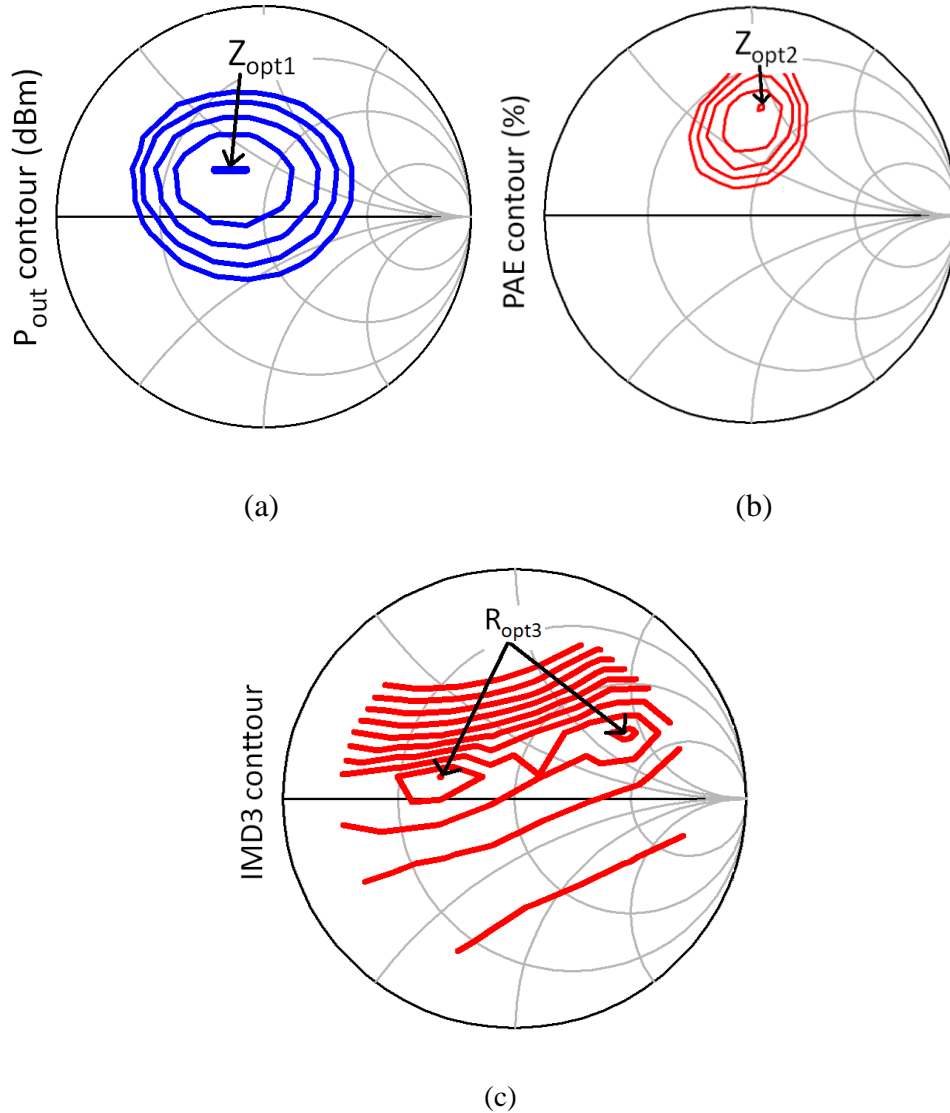 P_out contour (dBm)
Z_opt1
PAE contour (%)
Z_opt2
(a)
(b)
IMD3 conttour
R_opt3
(c)